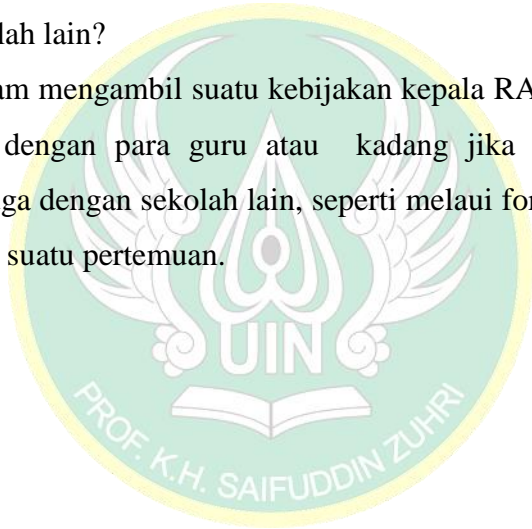 lah lain?
am mengambil suatu kebijakan kepala RA
dengan para guru atau kadang jika
ga dengan sekolah lain, seperti melaui for
suatu pertemuan.
UIN
PROF. K.H. SAIFUDDIN ZUHRI